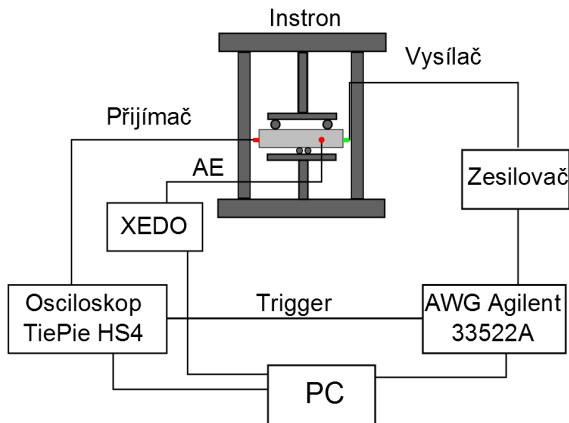 Instron
Vysílač
Přijímač
AE
Zesilovač
XEDO
Osciloskop
TiePie HS4
Trigger
AWG Agilent
33522A
PC